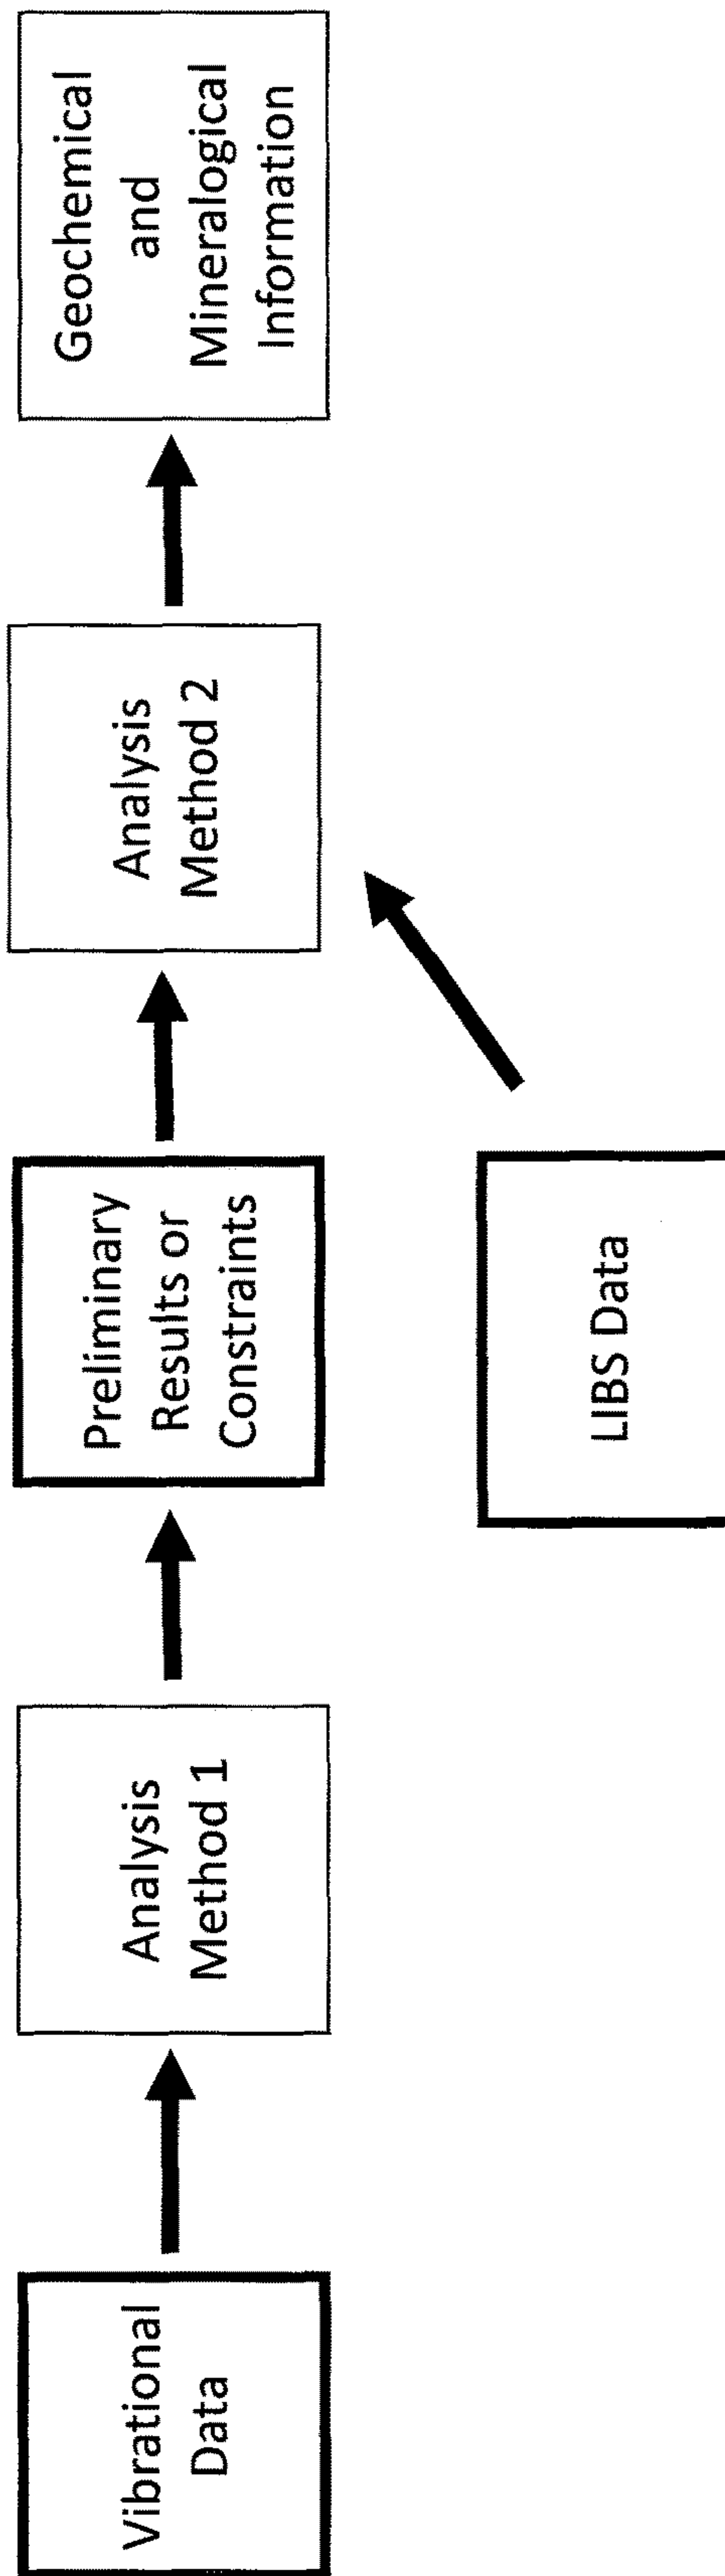 Vibrational
Data
Analysis
Method 1
Preliminary
Results or
Constraints
LIBS Data
Analysis
Method 2
Geochemical
and
Mineralogical
Information